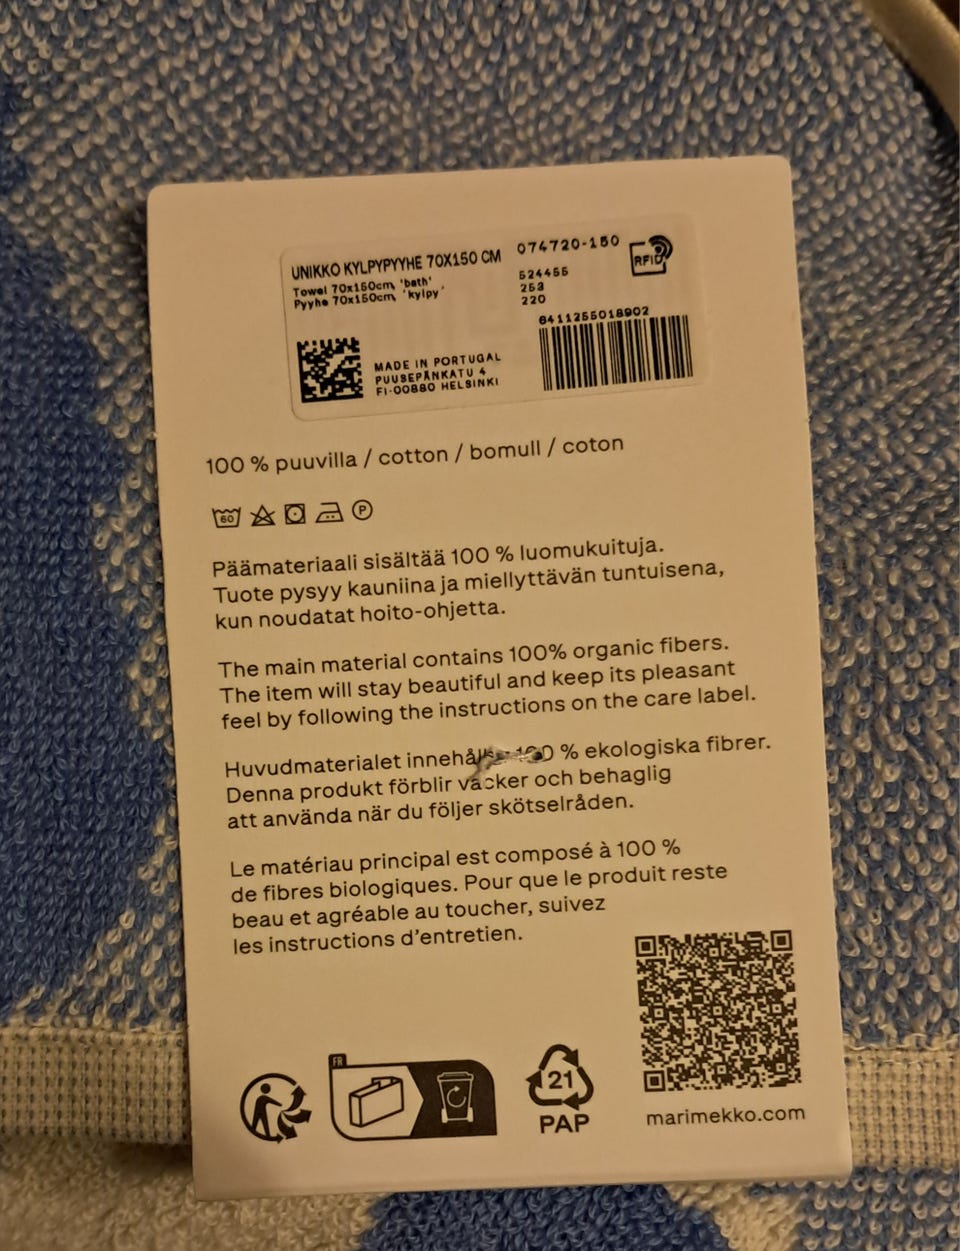 UNIKKO KYLPYPYYHE 70X150 CM
Towel 70x150cm, 'bath'
Pyyhe 70x150cm, 'kylpy'
074720-150
524455
253
220
RFID
6411255018902
MADE IN PORTUGAL
PUUSEPÄNKATU 4
FI-00880 HELSINKI
100 % puuvilla / cotton / bomull / coton
60
P
Päämateriaali sisältää 100 % luomukuituja.
Tuote pysyy kauniina ja miellyttävän tuntuisena,
kun noudatat hoito-ohjetta.
The main material contains 100% organic fibers.
The item will stay beautiful and keep its pleasant
feel by following the instructions on the care label.
Huvudmaterialet innehåller 100 % ekologiska fibrer.
Denna produkt förblir vacker och behaglig
att använda när du följer skötselråden.
Le matériau principal est composé à 100 %
de fibres biologiques. Pour que le produit reste
beau et agréable au toucher, suivez
les instructions d'entretien.
FR
21
PAP
marimekko.com